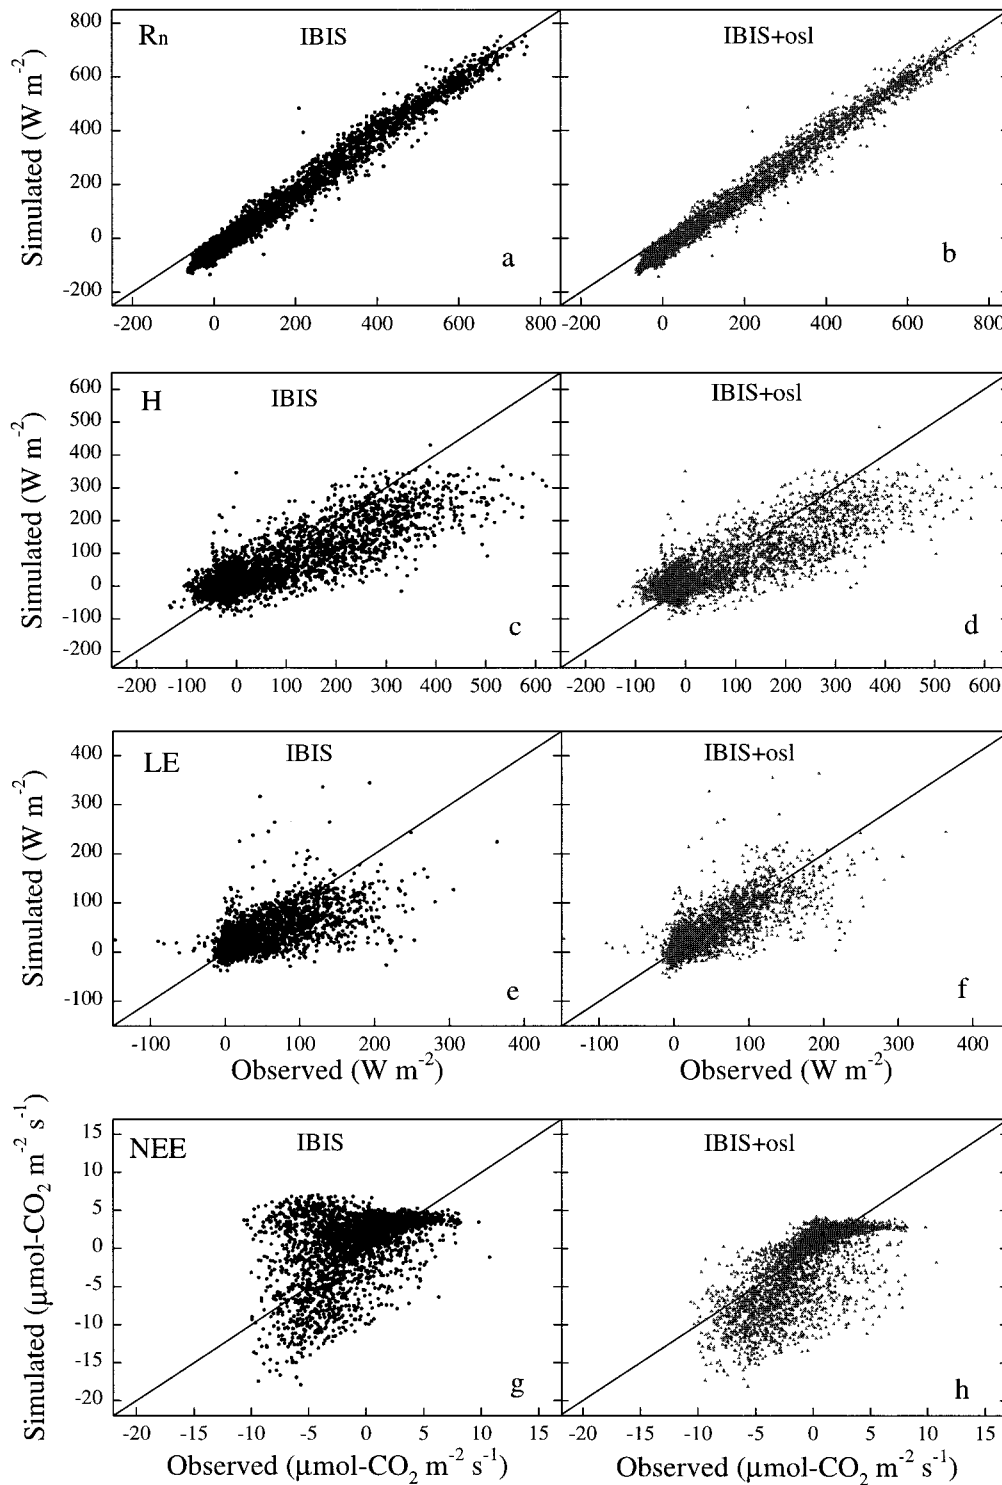 Simulated (W m⁻²)
800
600
400
200
0
-200
Rn
IBIS
a
IBIS+osl
b
-200 0 200 400 600 800
-200 0 200 400 600 800
Simulated (W m⁻²)
600
500
400
300
200
100
0
-100
-200
H
IBIS
c
IBIS+osl
d
-200 -100 0 100 200 300 400 500 600
-200 -100 0 100 200 300 400 500 600
Simulated (W m⁻²)
400
300
200
100
0
-100
LE
IBIS
e
IBIS+osl
f
-100 0 100 200 300 400
-100 0 100 200 300 400
Observed (W m⁻²)
Observed (W m⁻²)
Simulated (μmol-CO₂ m⁻² s⁻¹)
15
10
5
0
-5
-10
-15
-20
NEE
IBIS
g
IBIS+osl
h
-20 -15 -10 -5 0 5 10 15
-20 -15 -10 -5 0 5 10 15
Observed (μmol-CO₂ m⁻² s⁻¹)
Observed (μmol-CO₂ m⁻² s⁻¹)